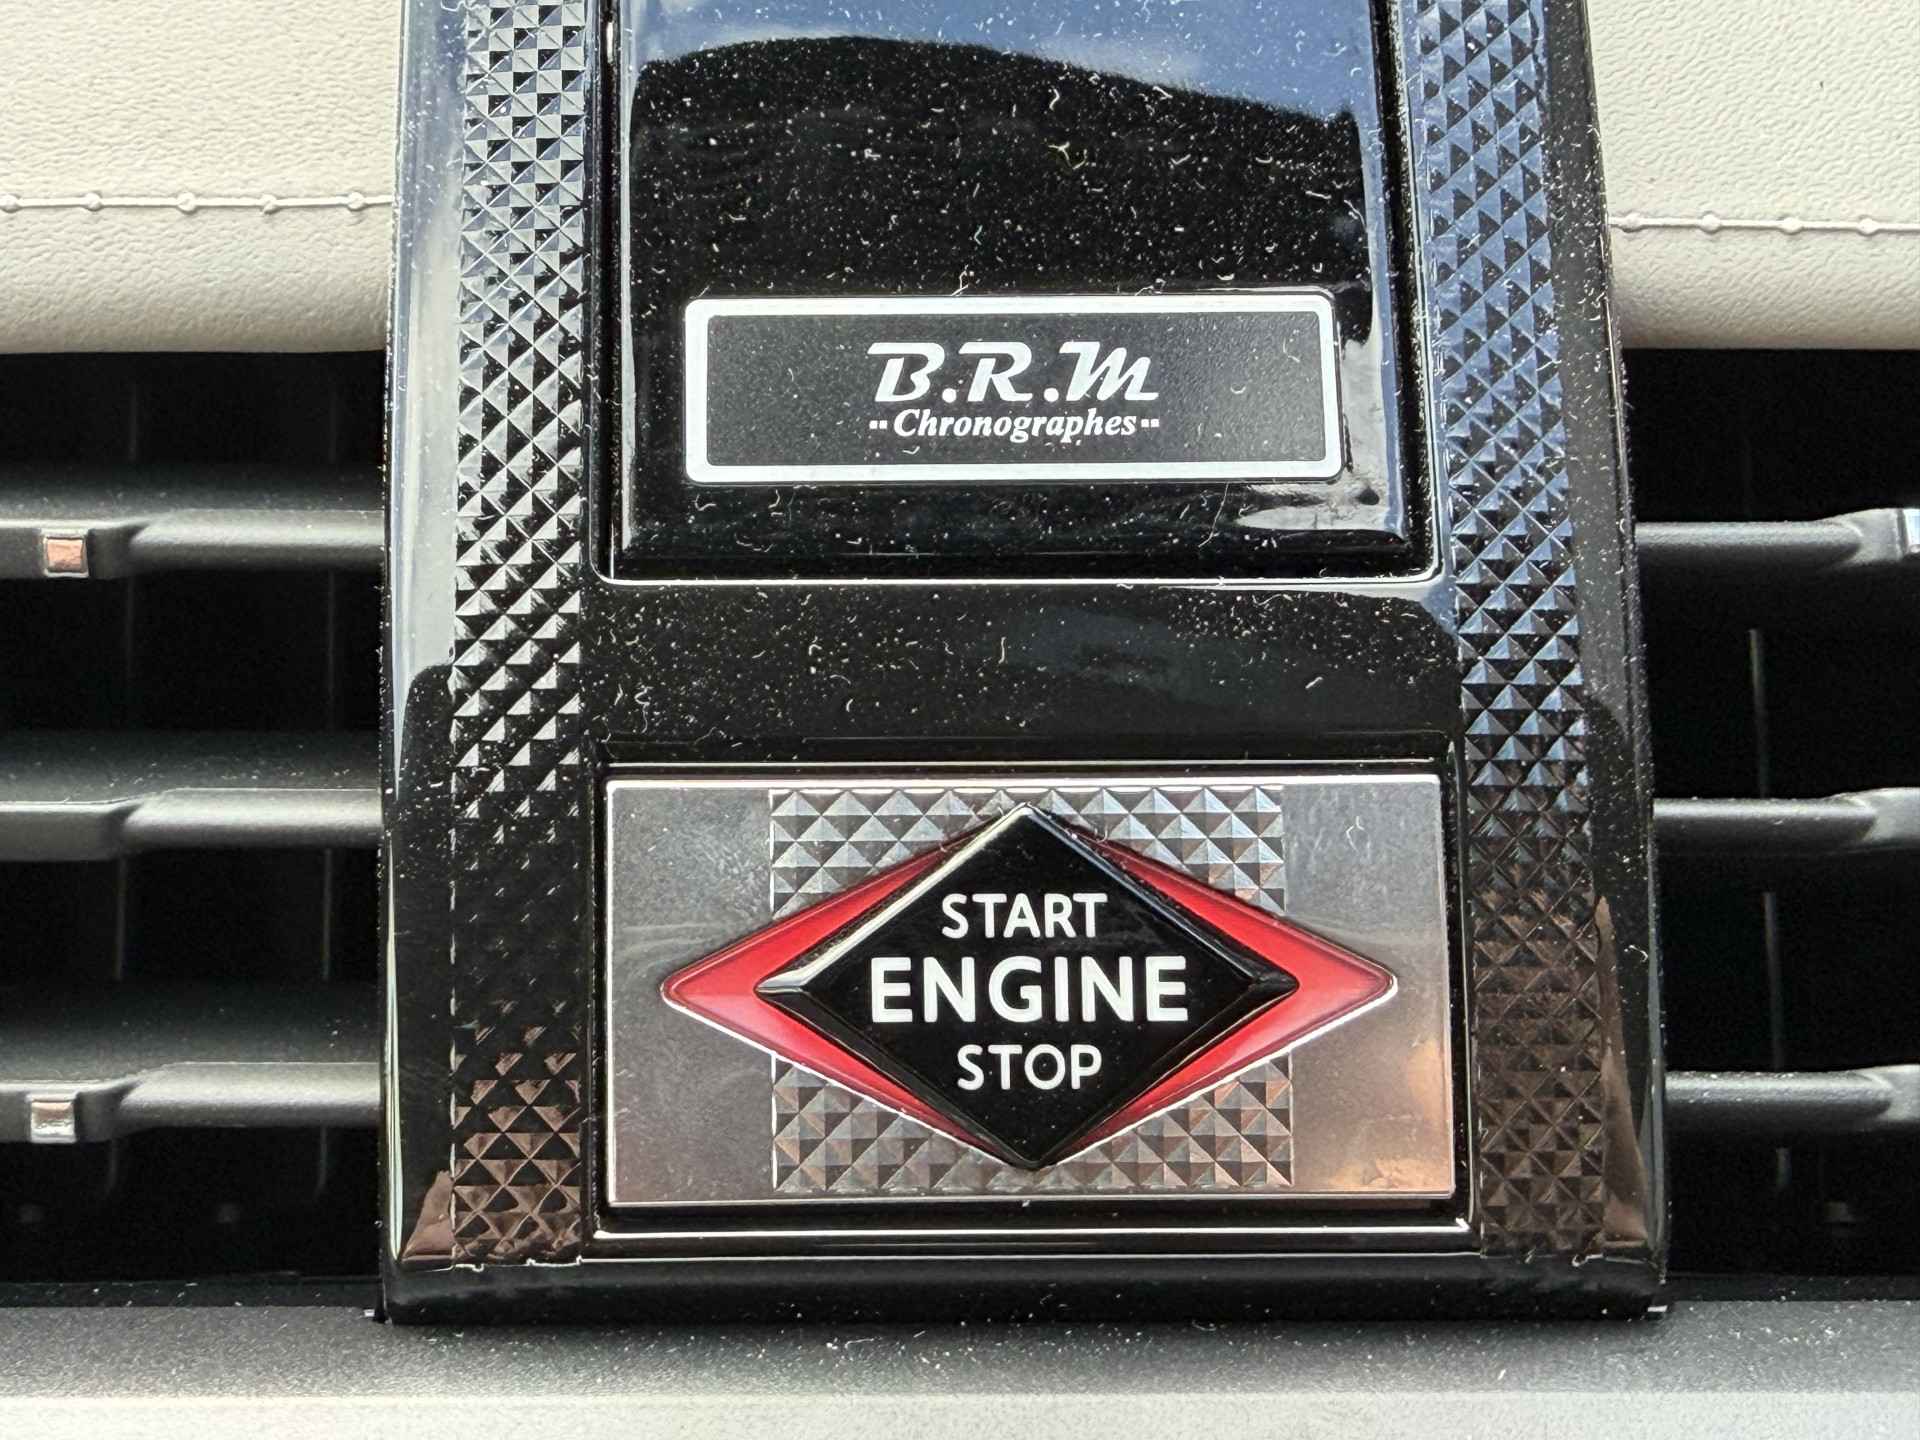 B.R.M
Chronographes
START
ENGINE
STOP